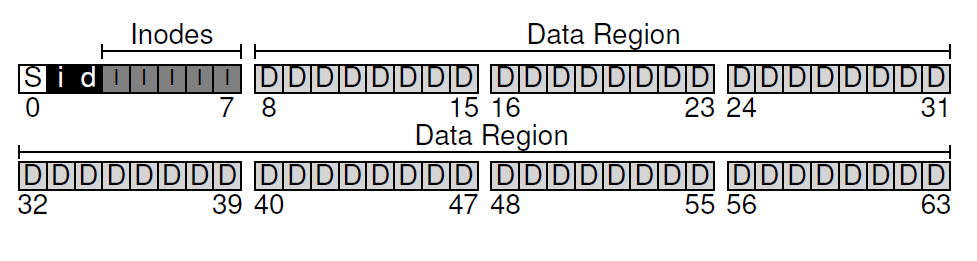 Inodes Data Region
S i d I I I I I D D D D D D D D D D D D D D D D D D D D D D D D
0 7 8 15 16 23 24 31
Data Region
D D D D D D D D D D D D D D D D D D D D D D D D D D D D D D D D
32 39 40 47 48 55 56 63